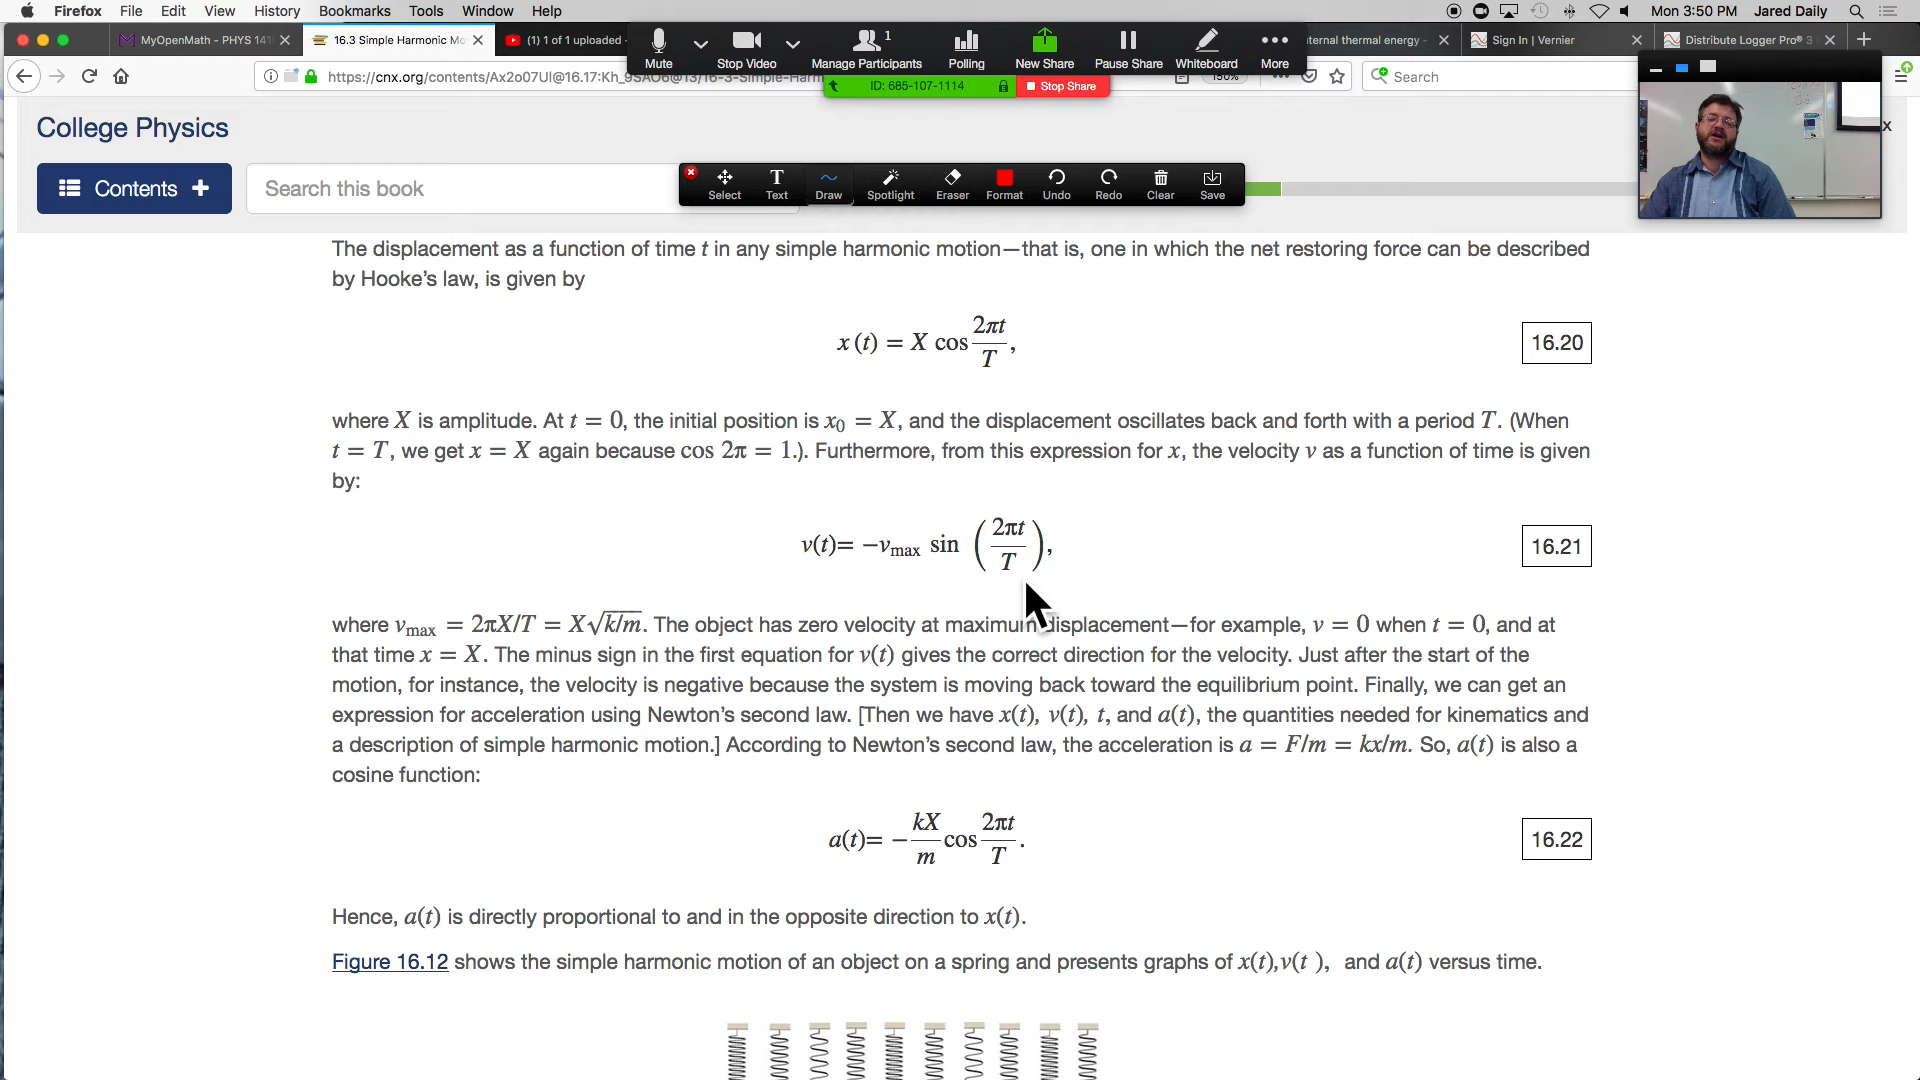 Firefox File Edit View History Bookmarks Tools Window Help Mon 3:50 PM Jared Daily
MyOpenMath - PHYS 141 16.3 Simple Harmonic Mo (1) 1 of 1 uploaded ternal thermal energy - Sign In | Vernier Distribute Logger Pro® 3
Mute Stop Video 1 Manage Participants Polling New Share Pause Share Whiteboard More
https://cnx.org/contents/Ax2o07Ul@16.17:Kh_9SAO6@13/16-3-Simple-Harm 150% Search
ID: 685-107-1114 Stop Share
College Physics
X
Contents + Search this book
Select Text Draw Spotlight Eraser Format Undo Redo Clear Save
The displacement as a function of time t in any simple harmonic motion—that is, one in which the net restoring force can be described
by Hooke's law, is given by
x (t) = X cos 2πt/T, 16.20
where X is amplitude. At t = 0, the initial position is x₀ = X, and the displacement oscillates back and forth with a period T. (When
t = T, we get x = X again because cos 2π = 1.). Furthermore, from this expression for x, the velocity v as a function of time is given
by:
v(t)= −vmax sin (2πt/T), 16.21
where vmax = 2πX/T = X√k/m. The object has zero velocity at maximum displacement—for example, v = 0 when t = 0, and at
that time x = X. The minus sign in the first equation for v(t) gives the correct direction for the velocity. Just after the start of the
motion, for instance, the velocity is negative because the system is moving back toward the equilibrium point. Finally, we can get an
expression for acceleration using Newton's second law. [Then we have x(t), v(t), t, and a(t), the quantities needed for kinematics and
a description of simple harmonic motion.] According to Newton's second law, the acceleration is a = F/m = kx/m. So, a(t) is also a
cosine function:
a(t)= −kX/m cos 2πt/T. 16.22
Hence, a(t) is directly proportional to and in the opposite direction to x(t).
Figure 16.12 shows the simple harmonic motion of an object on a spring and presents graphs of x(t),v(t ), and a(t) versus time.